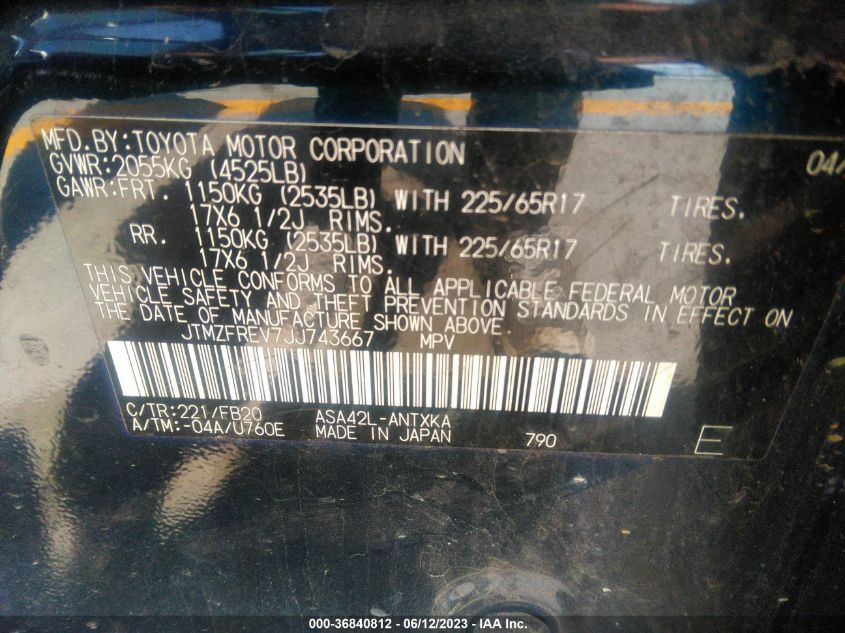 MFD.BY:TOYOTA MOTOR CORPORATION 04/
GVWR:2055KG (4525LB)
GAWR:FRT. 1150KG (2535LB) WITH 225/65R17 TIRES.
17X6 1/2J RIMS.
RR. 1150KG (2535LB) WITH 225/65R17 TIRES.
17X6 1/2J RIMS.
THIS VEHICLE CONFORMS TO ALL APPLICABLE FEDERAL MOTOR
VEHICLE SAFETY AND THEFT PREVENTION STANDARDS IN EFFECT ON
THE DATE OF MANUFACTURE SHOWN ABOVE.
JTMZFREV7JJ743667 MPV
C/TR:221/FB20 ASA42L-ANTXKA
A/TM:-04A/U760E MADE IN JAPAN 790 E
000-36840812 - 06/12/2023 - IAA Inc.